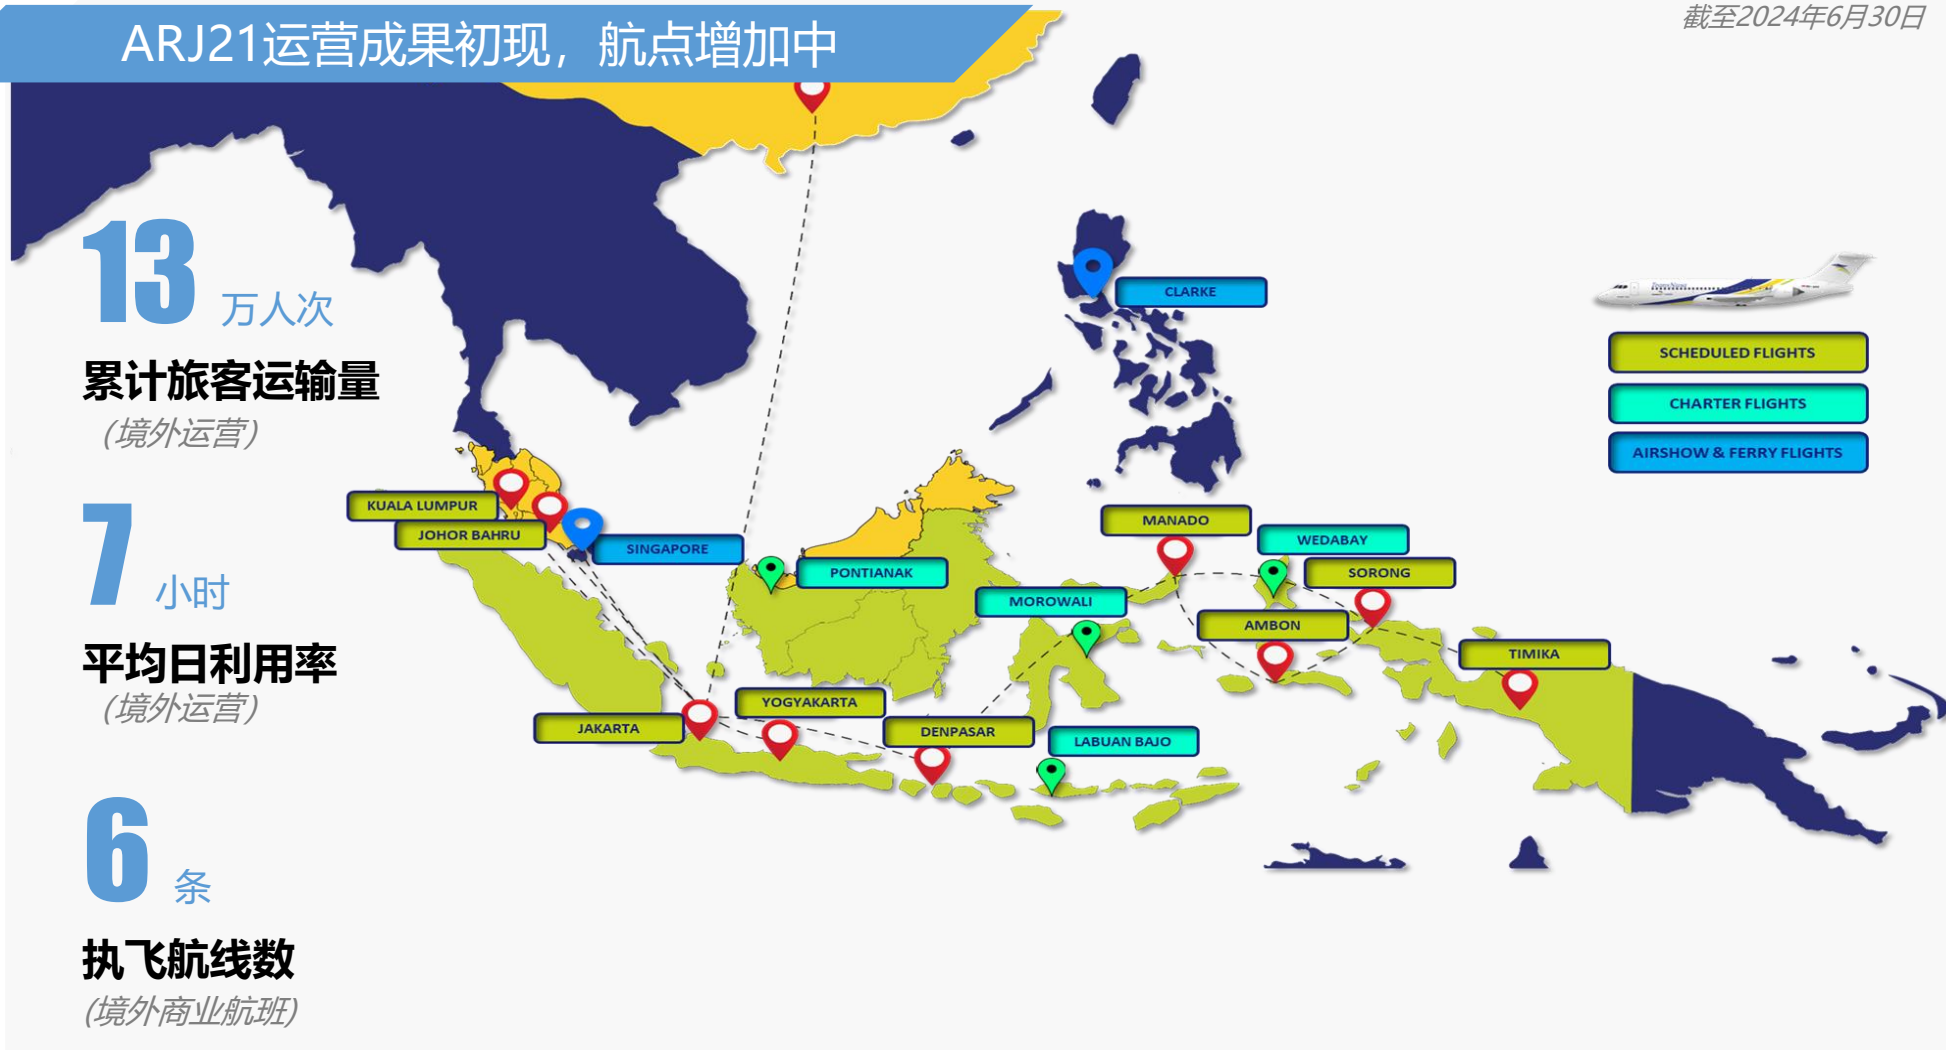 ARJ21运营成果初现，航点增加中
截至2024年6月30日
13 万人次
累计旅客运输量
（境外运营）
7 小时
平均日利用率
（境外运营）
6 条
执飞航线数
(境外商业航班)
CLARKE
SCHEDULED FLIGHTS
CHARTER FLIGHTS
AIRSHOW & FERRY FLIGHTS
KUALA LUMPUR
JOHOR BAHRU
SINGAPORE
PONTIANAK
MANADO
WEDABAY
SORONG
MOROWALI
AMBON
TIMIKA
YOGYAKARTA
JAKARTA
DENPASAR
LABUAN BAJO